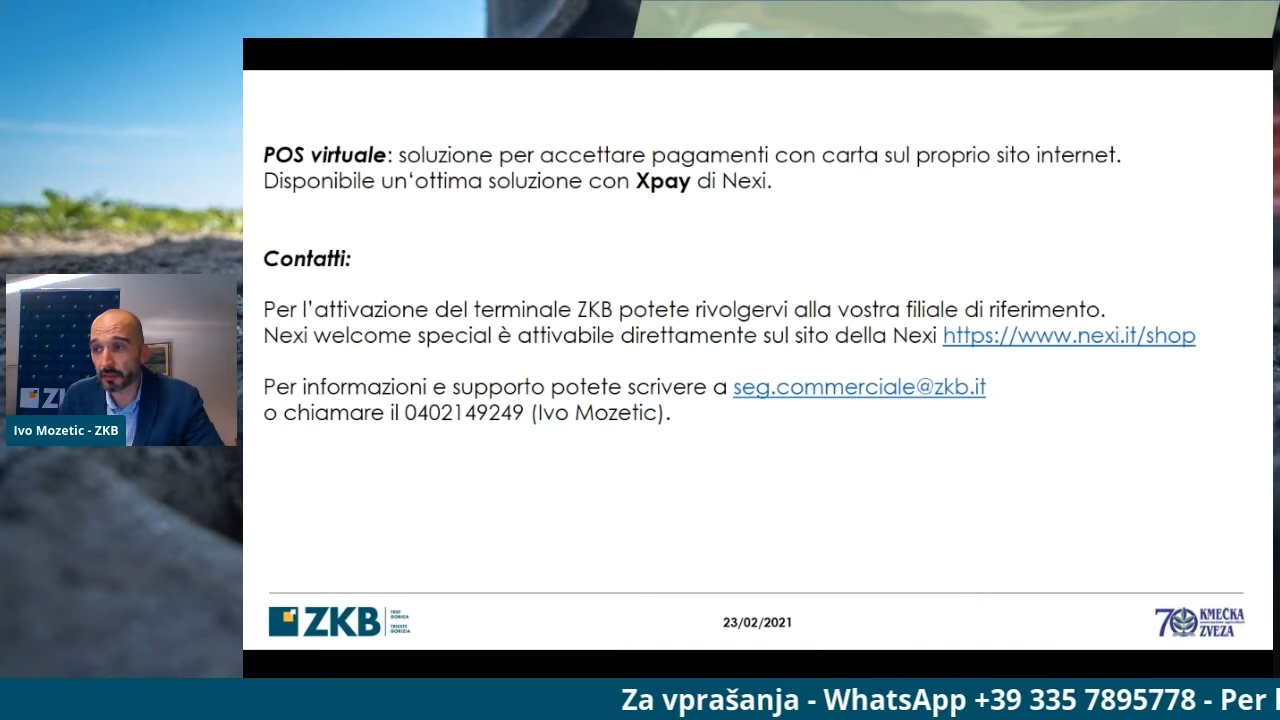 POS virtuale: soluzione per accettare pagamenti con carta sul proprio sito internet.
Disponibile un‘ottima soluzione con Xpay di Nexi.
Contatti:
Per l’attivazione del terminale ZKB potete rivolgervi alla vostra filiale di riferimento.
Nexi welcome special è attivabile direttamente sul sito della Nexi https://www.nexi.it/shop
Per informazioni e supporto potete scrivere a seg.commerciale@zkb.it
o chiamare il 0402149249 (Ivo Mozetic).
Ivo Mozetic - ZKB
ZKB
TRST
GORICA
TRIESTE
GORIZIA
23/02/2021
70 KMEČKA
ZVEZA
Za vprašanja - WhatsApp +39 335 7895778 - Per